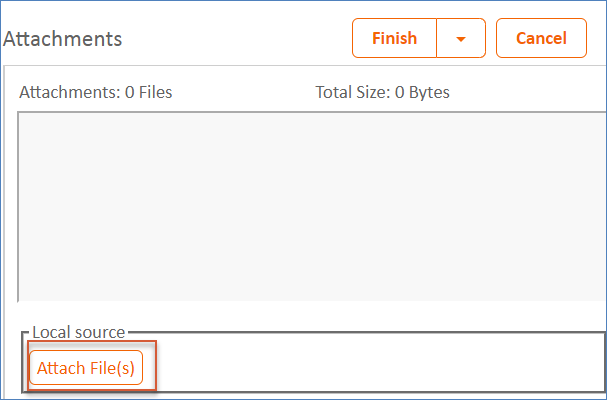 Attachments
Finish
Cancel
Attachments: 0 Files
Total Size: 0 Bytes
Local source
Attach File(s)